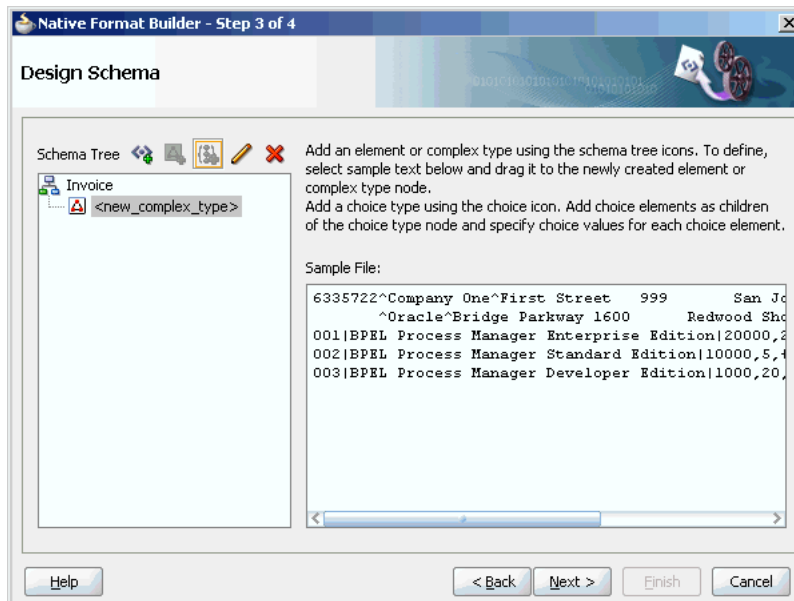 Native Format Builder - Step 3 of 4
Design Schema
Schema Tree
Invoice
<new_complex_type>
Add an element or complex type using the schema tree icons. To define,
select sample text below and drag it to the newly created element or
complex type node.
Add a choice type using the choice icon. Add choice elements as children
of the choice type node and specify choice values for each choice element.
Sample File:
6335722^Company One^First Street 999 San Jo
^Oracle^Bridge Parkway 1600 Redwood Sho
001|BPEL Process Manager Enterprise Edition|20000,2
002|BPEL Process Manager Standard Edition|10000,5,
003|BPEL Process Manager Developer Edition|1000,20,
Help
< Back
Next >
Finish
Cancel